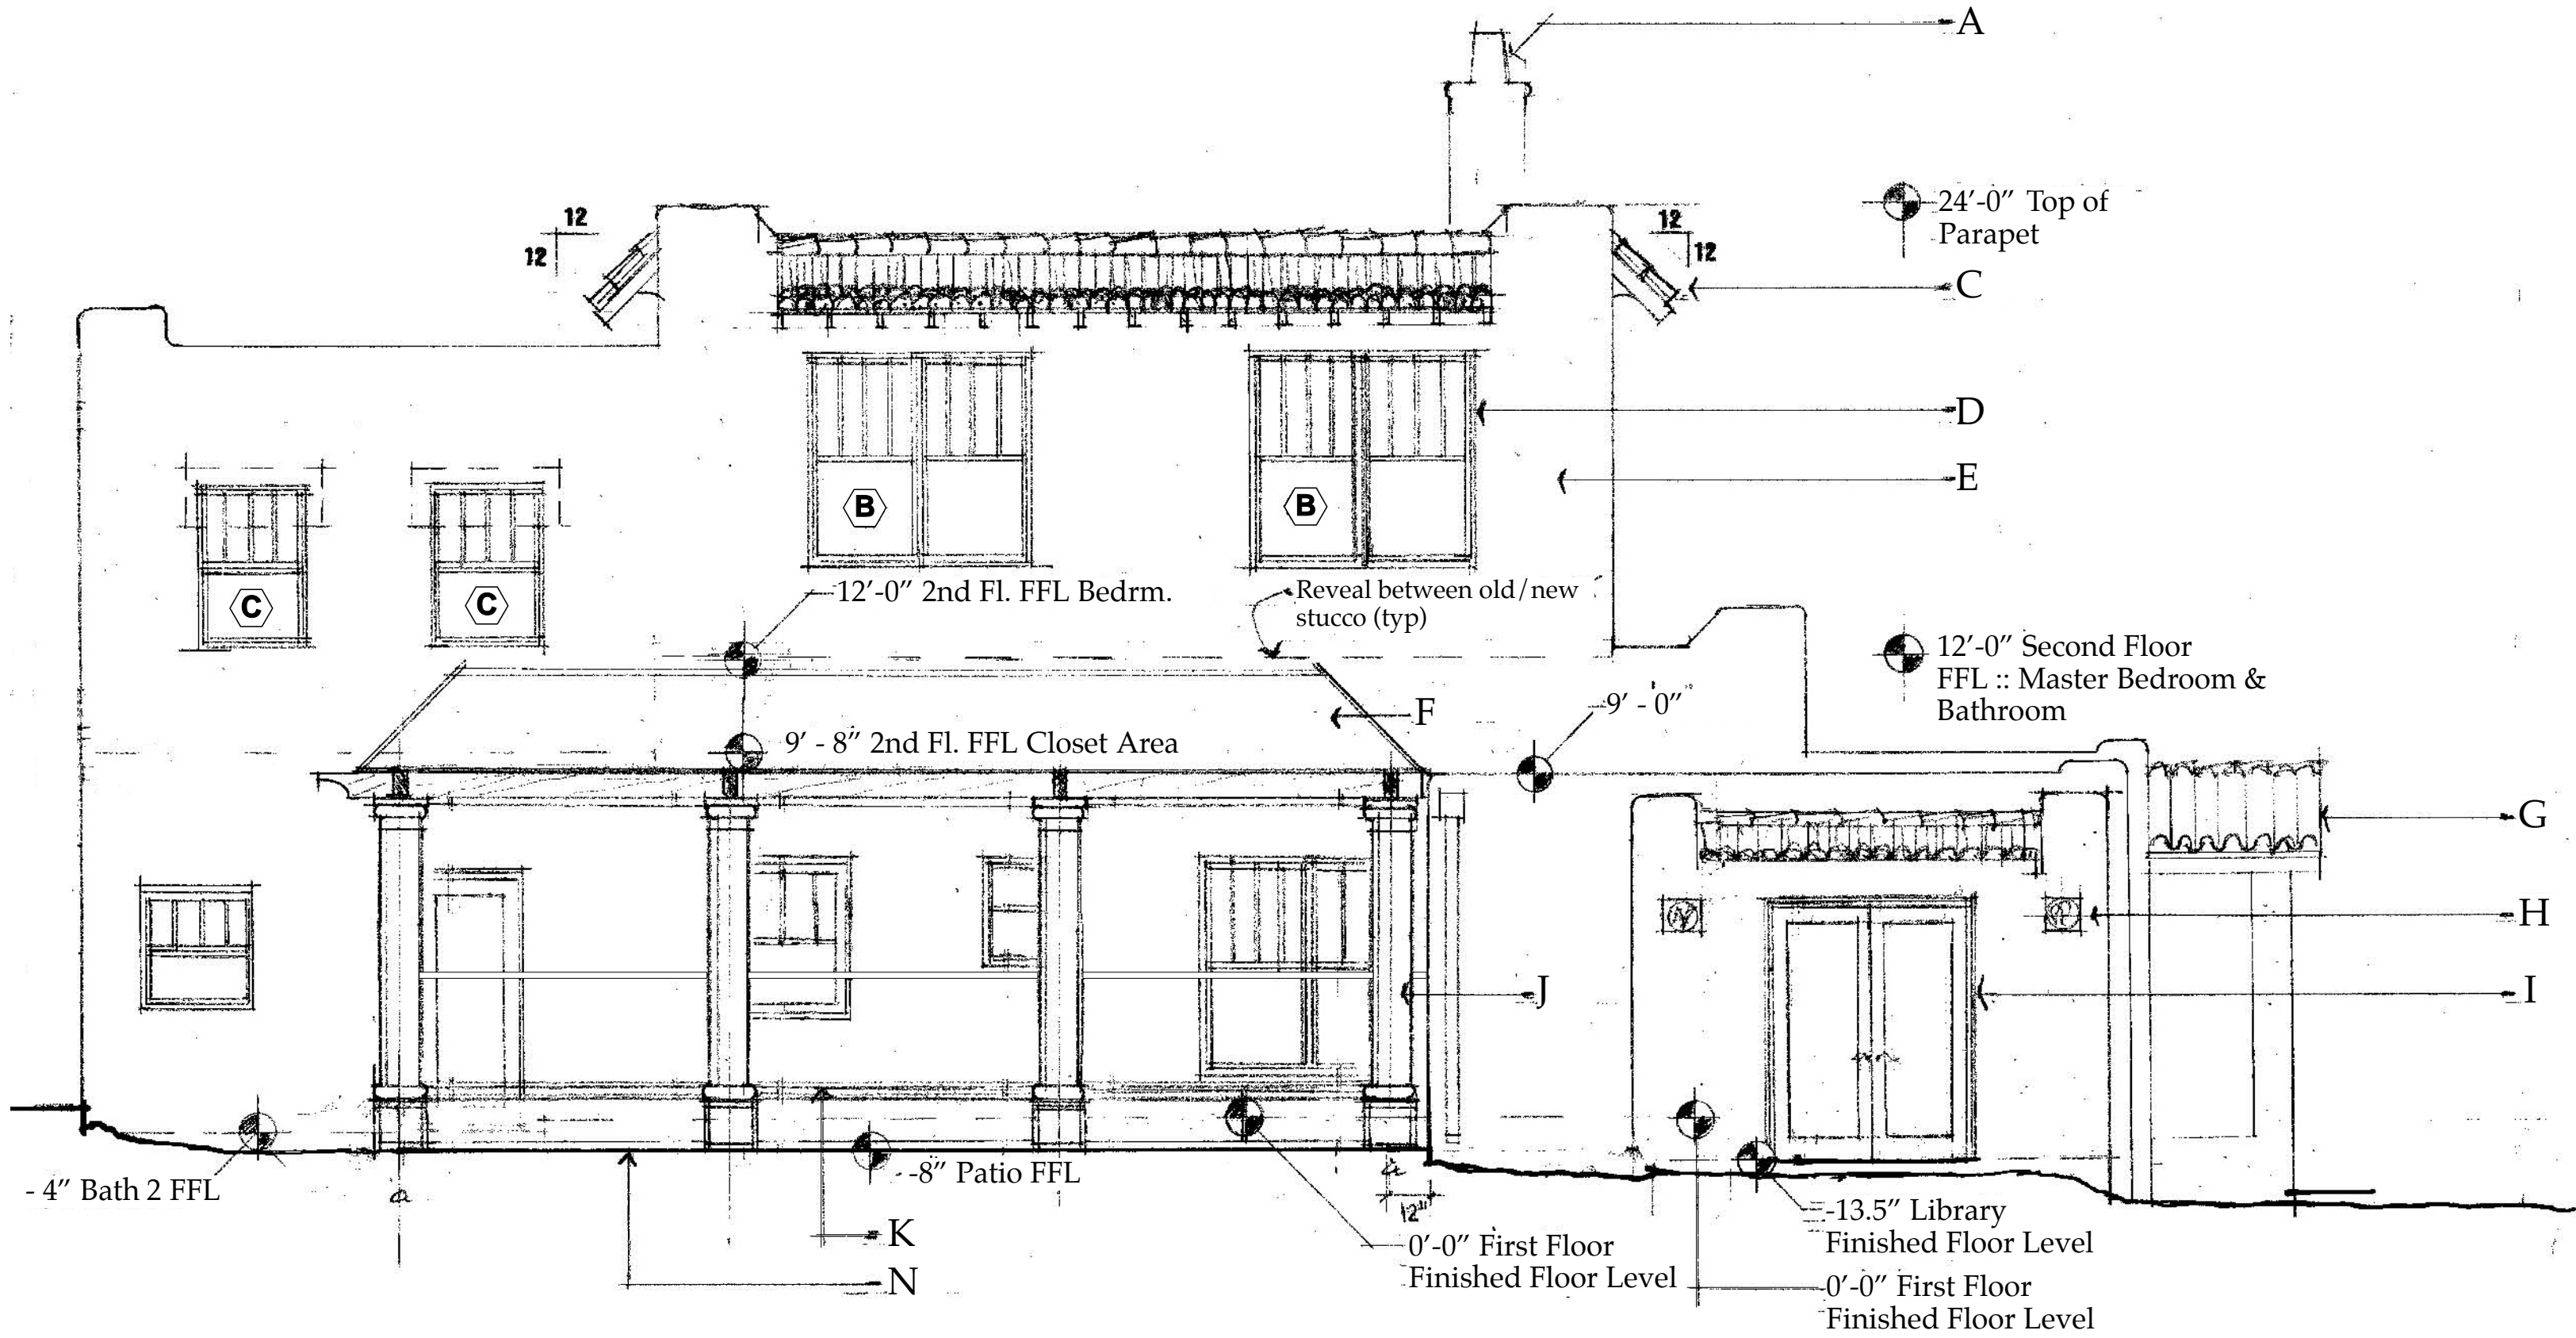 A
24'-0" Top of
Parapet
12
12
12
12
C
D
E
B
B
C
C
12'-0" 2nd Fl. FFL Bedrm.
Reveal between old/new
stucco (typ)
12'-0" Second Floor
FFL :: Master Bedroom &
Bathroom
F
9' - 0"
9' - 8" 2nd Fl. FFL Closet Area
G
H
I
J
- 4" Bath 2 FFL
-8" Patio FFL
a
a
12"
K
N
0'-0" First Floor
Finished Floor Level
-13.5" Library
Finished Floor Level
0'-0" First Floor
Finished Floor Level